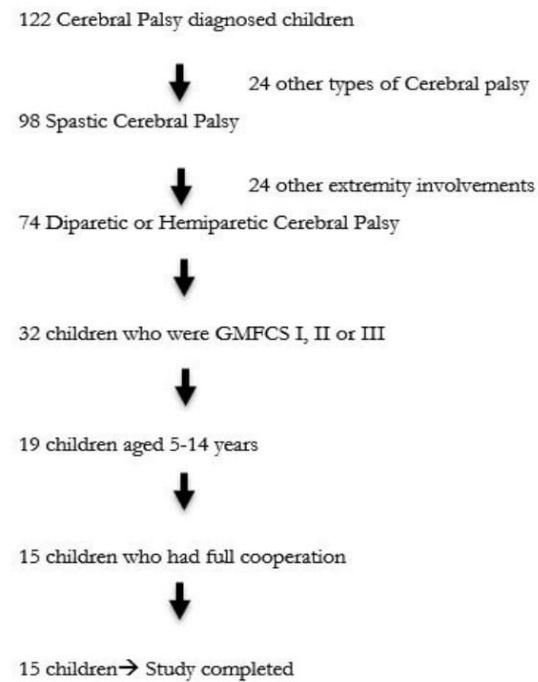 122 Cerebral Palsy diagnosed children
24 other types of Cerebral palsy
98 Spastic Cerebral Palsy
24 other extremity involvements
74 Diparetic or Hemiparetic Cerebral Palsy
32 children who were GMFCS I, II or III
19 children aged 5-14 years
15 children who had full cooperation
15 children→ Study completed